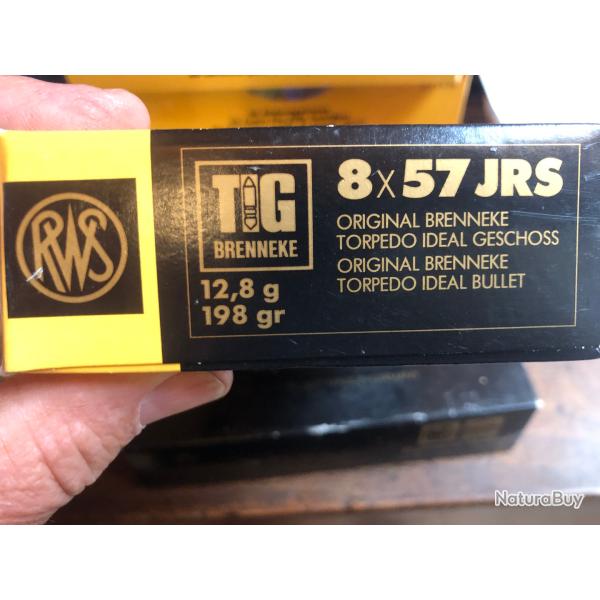 RWS
TIG
BRENNEKE
12,8 g
198 gr
8x57 JRS
ORIGINAL BRENNEKE
TORPEDO IDEAL GESCHOSS
ORIGINAL BRENNEKE
TORPEDO IDEAL BULLET
NaturaBuy